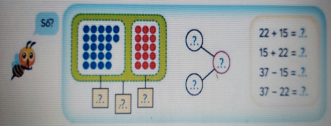 Số?
.?.
.?.
.?.
.?.
.?.
.?.
22 + 15 = .?.
15 + 22 = .?.
37 - 15 = .?.
37 - 22 = .?.